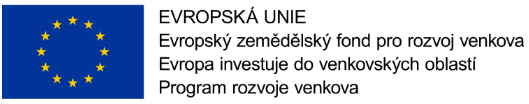 EVROPSKÁ UNIE
Evropský zemědělský fond pro rozvoj venkova
Evropa investuje do venkovských oblastí
Program rozvoje venkova